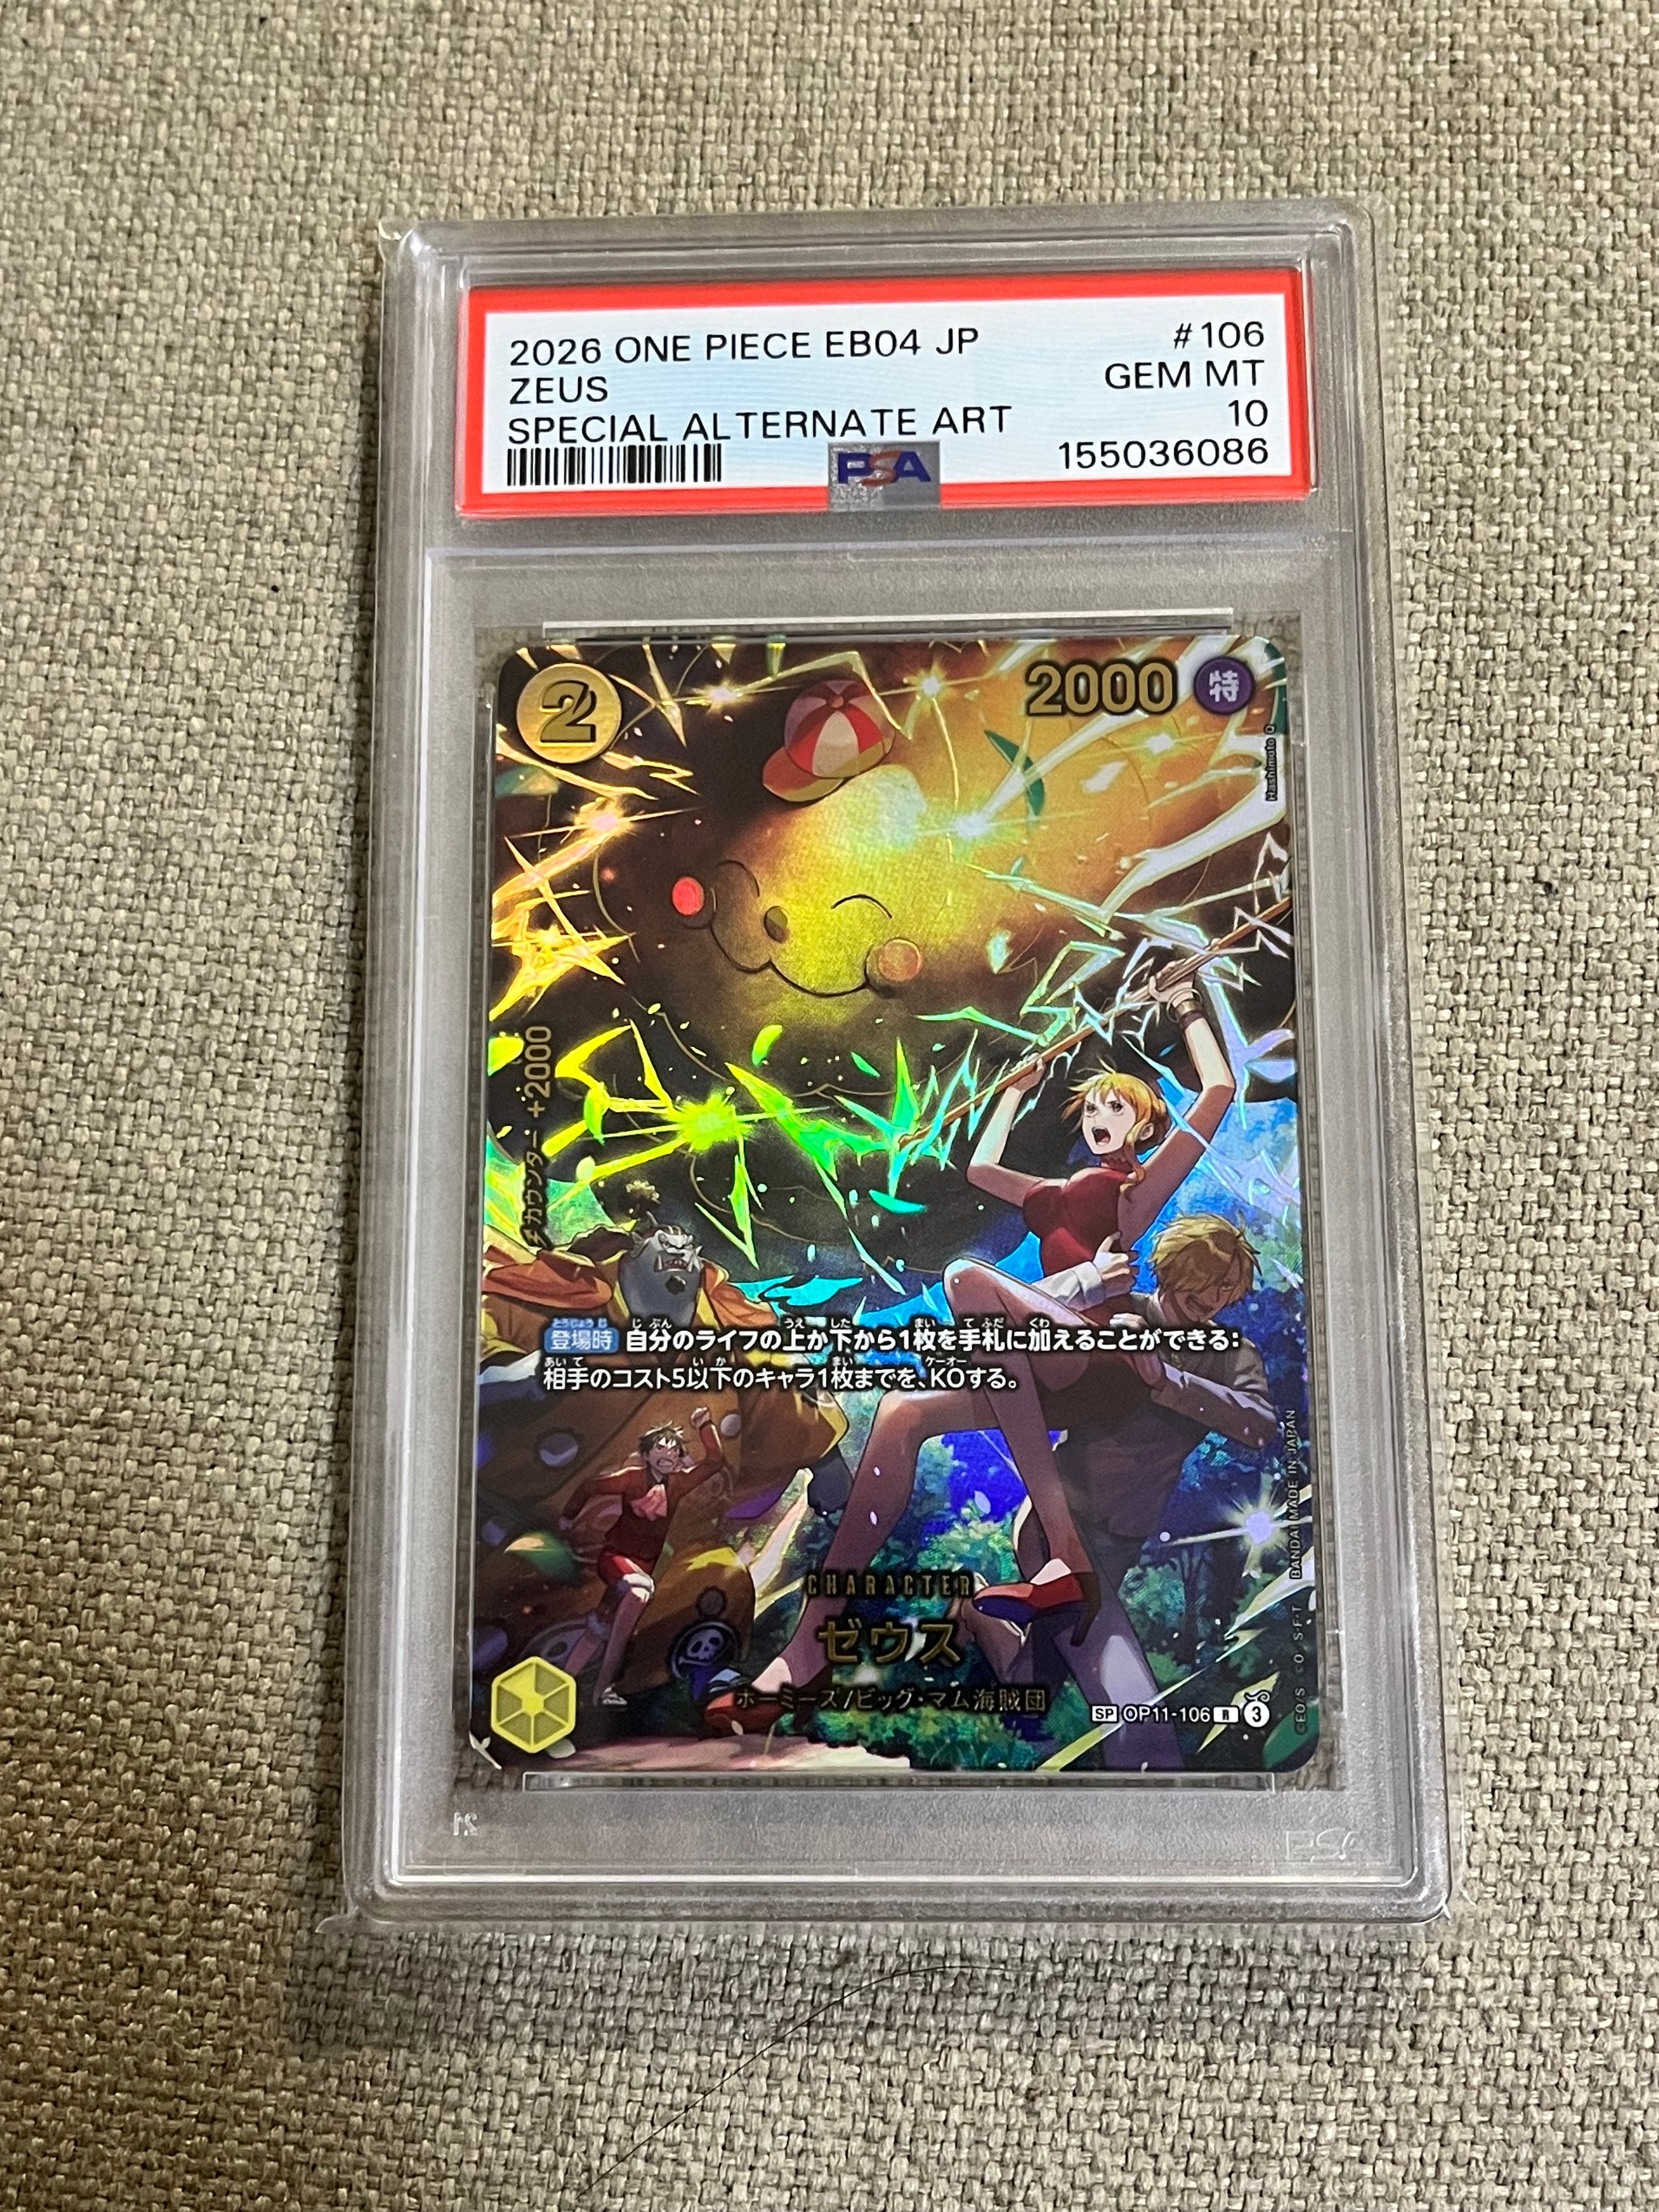 2026 ONE PIECE EB04 JP #106
ZEUS GEM MT
SPECIAL ALTERNATE ART 10
155036086
PSA
2
2000 特
Hashimoto Q
カウンター +2000
登場時 自分のライフの上か下から1枚を手札に加えることができる:
相手のコスト5以下のキャラ1枚までを、KOする。
CHARACTER
ゼウス
ホーミーズ/ビッグ・マム海賊団
SP OP11-106 R 3
BANDAI MADE IN JAPAN
PSA